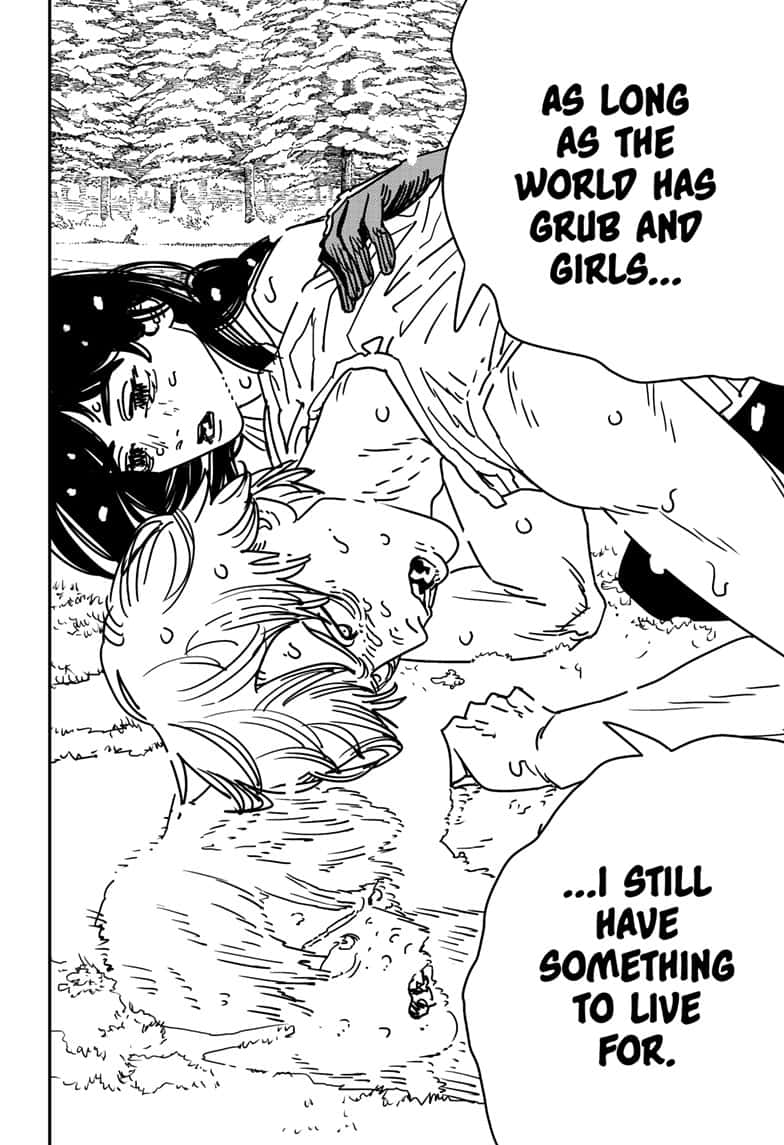 AS LONG
AS THE
WORLD HAS
GRUB AND
GIRLS...
...I STILL
HAVE
SOMETHING
TO LIVE
FOR.